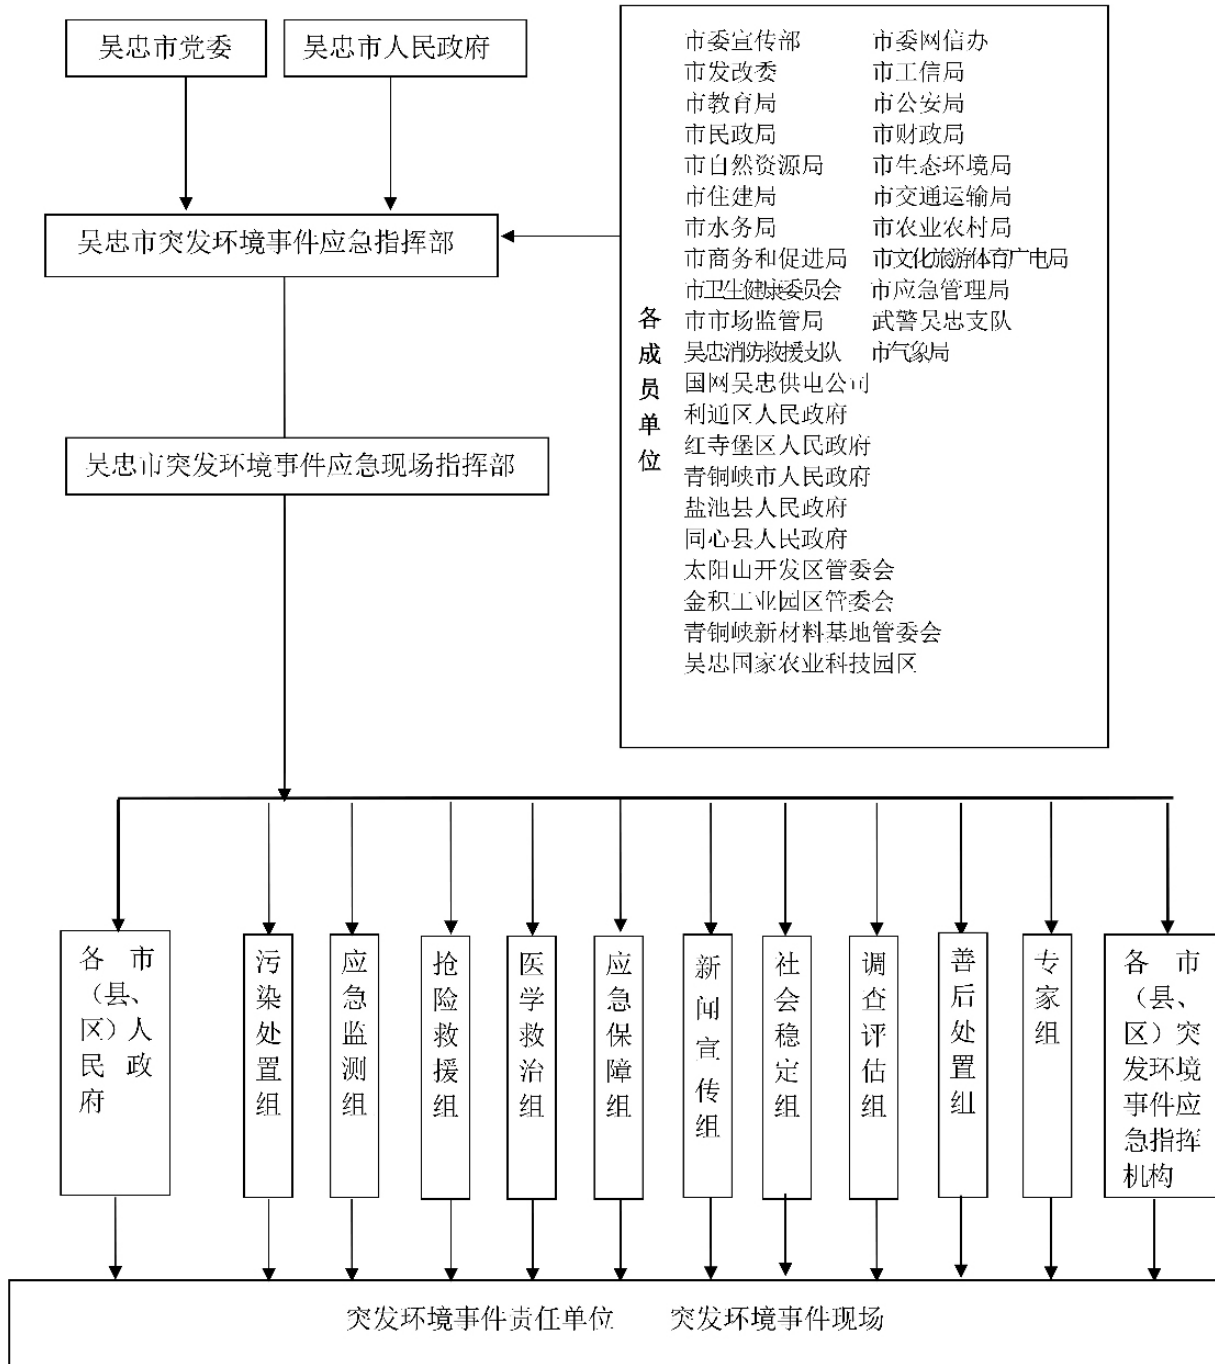 吴忠市党委
吴忠市人民政府
吴忠市突发环境事件应急指挥部
吴忠市突发环境事件应急现场指挥部
各成员单位
市委宣传部 市委网信办
市发改委 市工信局
市教育局 市公安局
市民政局 市财政局
市自然资源局 市生态环境局
市住建局 市交通运输局
市水务局 市农业农村局
市商务和促进局 市文化旅游体育广电局
市卫生健康委员会 市应急管理局
市市场监管局 武警吴忠支队
吴忠消防救援支队 市气象局
国网吴忠供电公司
利通区人民政府
红寺堡区人民政府
青铜峡市人民政府
盐池县人民政府
同心县人民政府
太阳山开发区管委会
金积工业园区管委会
青铜峡新材料基地管委会
吴忠国家农业科技园区
各市
（县、
区）人
民政
府
污染处置组
应急监测组
抢险救援组
医学救治组
应急保障组
新闻宣传组
社会稳定组
调查评估组
善后处置组
专家组
各市
（县、
区）突
发环境
事件应
急指挥
机构
突发环境事件责任单位 突发环境事件现场